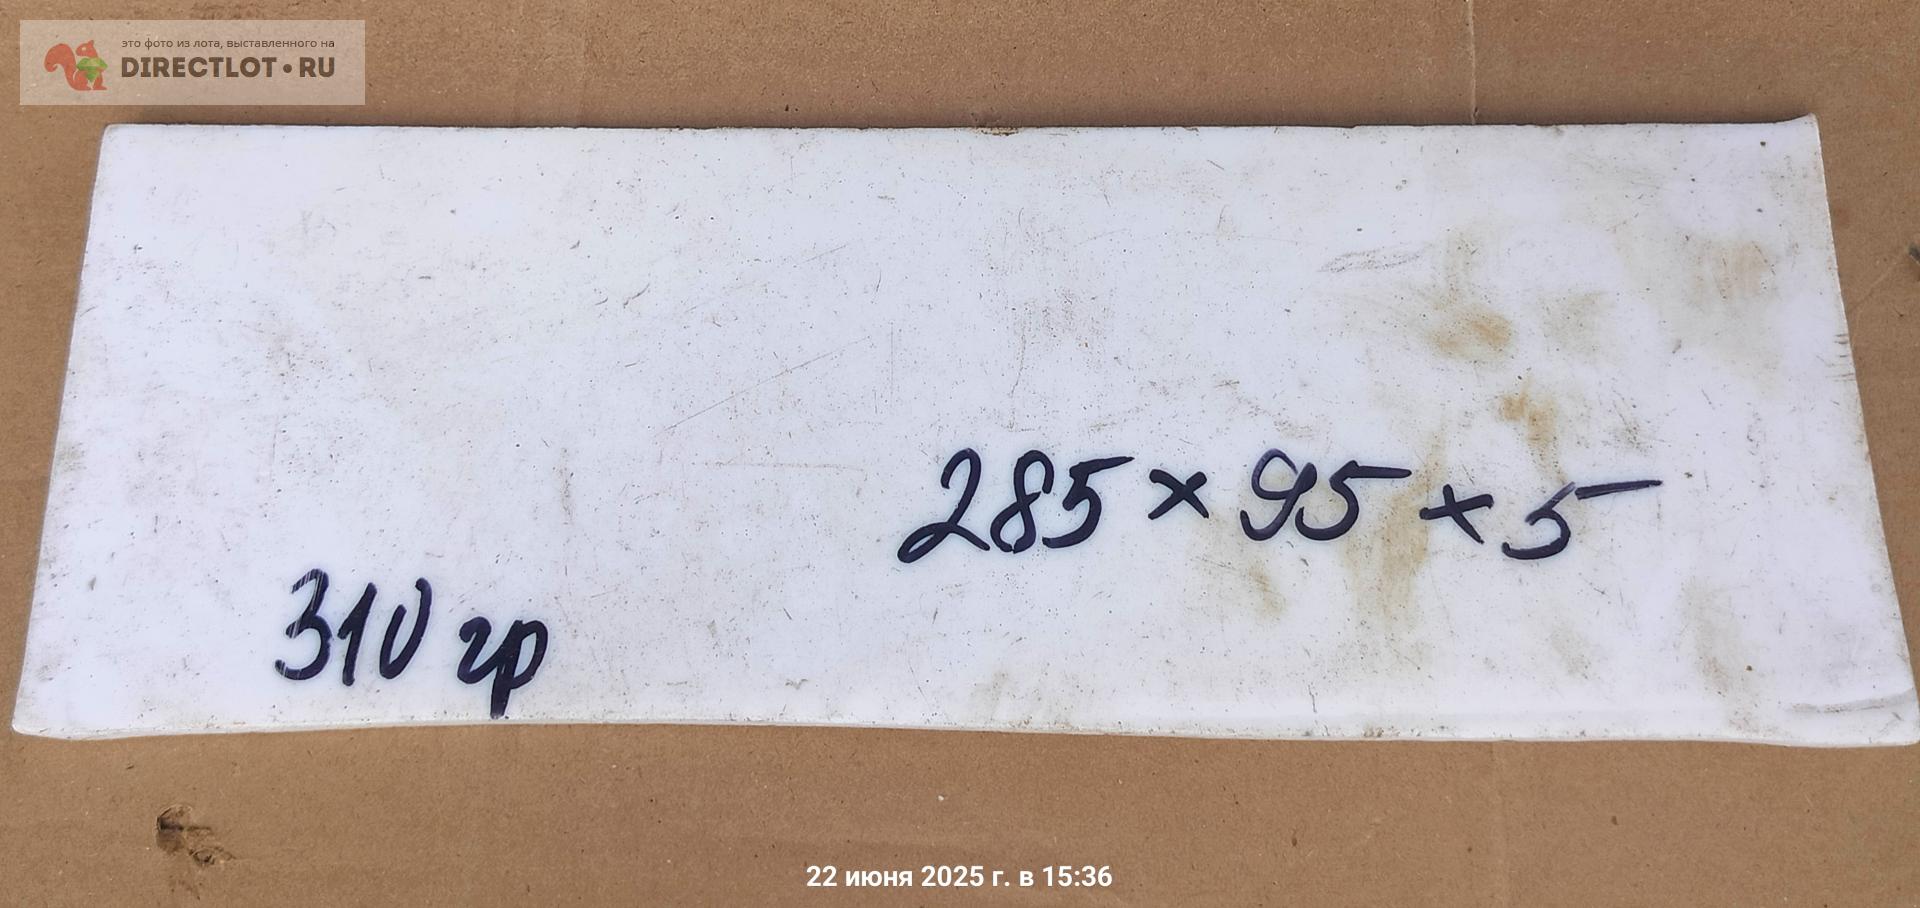 это фото из лота, выставленного на
DIRECTLOT•RU
285 × 95 × 5
310 гр
22 июня 2025 г. в 15:36